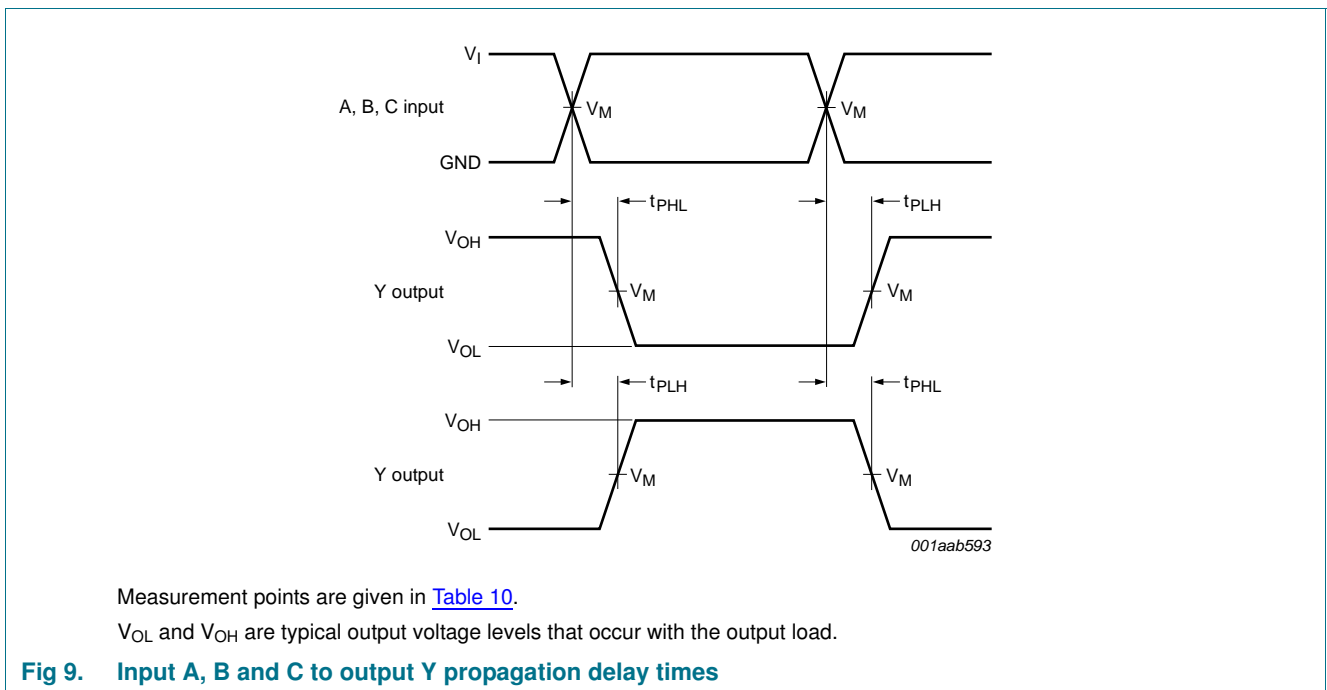 VI
A, B, C input
VM
VM
GND
tPHL
tPLH
VOH
Y output
VM
VM
VOL
tPLH
tPHL
VOH
Y output
VM
VM
VOL
001aab593
Measurement points are given in Table 10.
VOL and VOH are typical output voltage levels that occur with the output load.
Fig 9. Input A, B and C to output Y propagation delay times